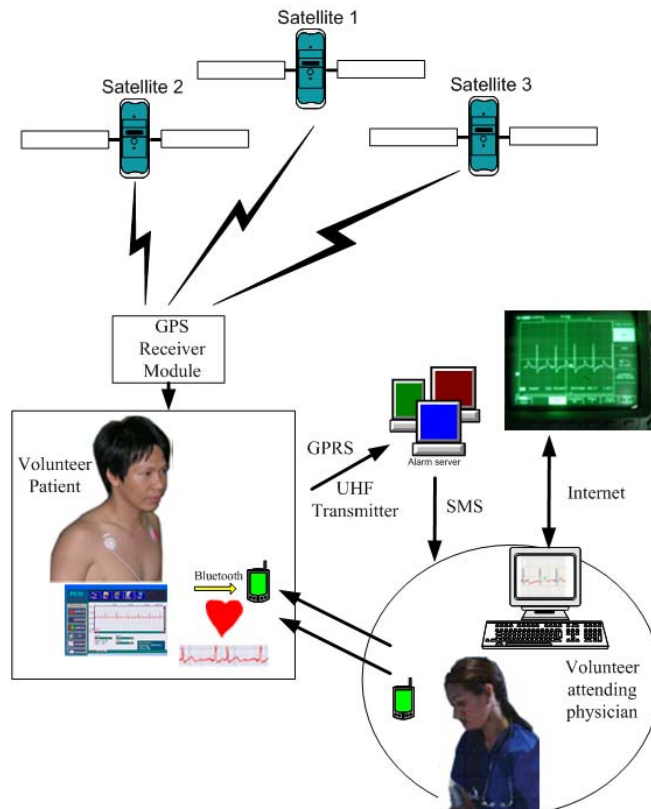 Satellite 1
Satellite 2
Satellite 3
GPS
Receiver
Module
Volunteer
Patient
GPRS
UHF
Transmitter
Alarm server
SMS
Internet
Bluetooth
Volunteer
attending
physician